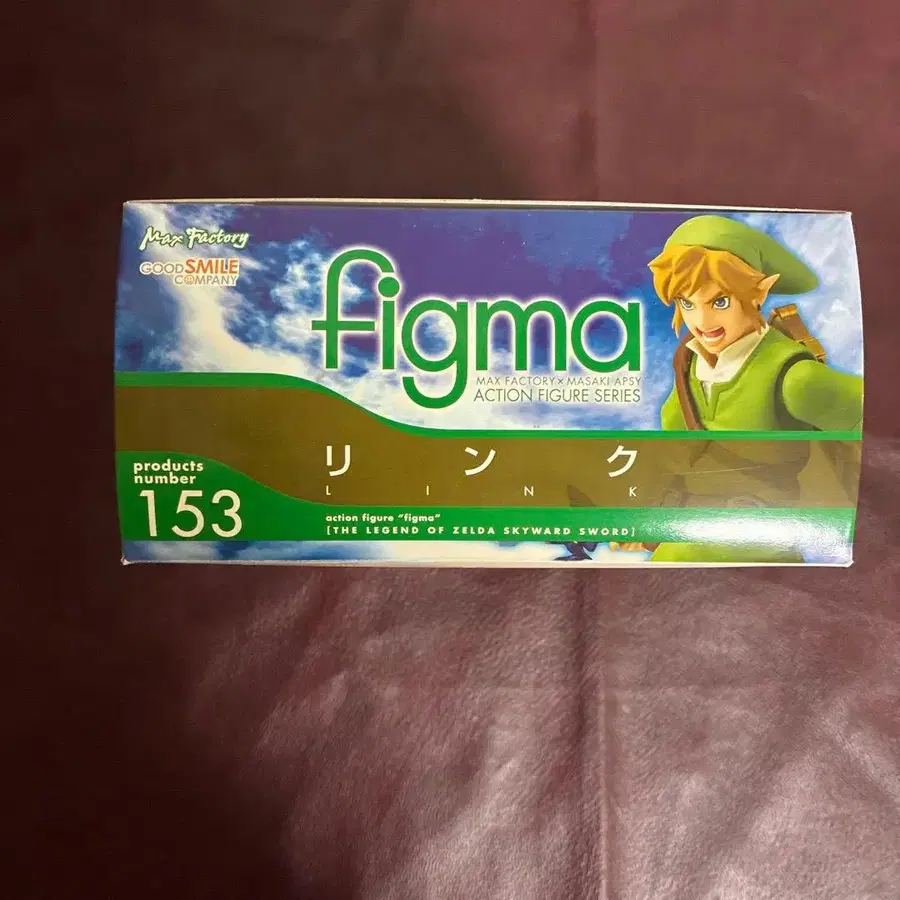 Max Factory
GOOD SMILE
COMPANY
figma
MAX FACTORY × MASAKI APSY
ACTION FIGURE SERIES
products
number
153
リンク
LINK
action figure "figma"
[THE LEGEND OF ZELDA SKYWARD SWORD]